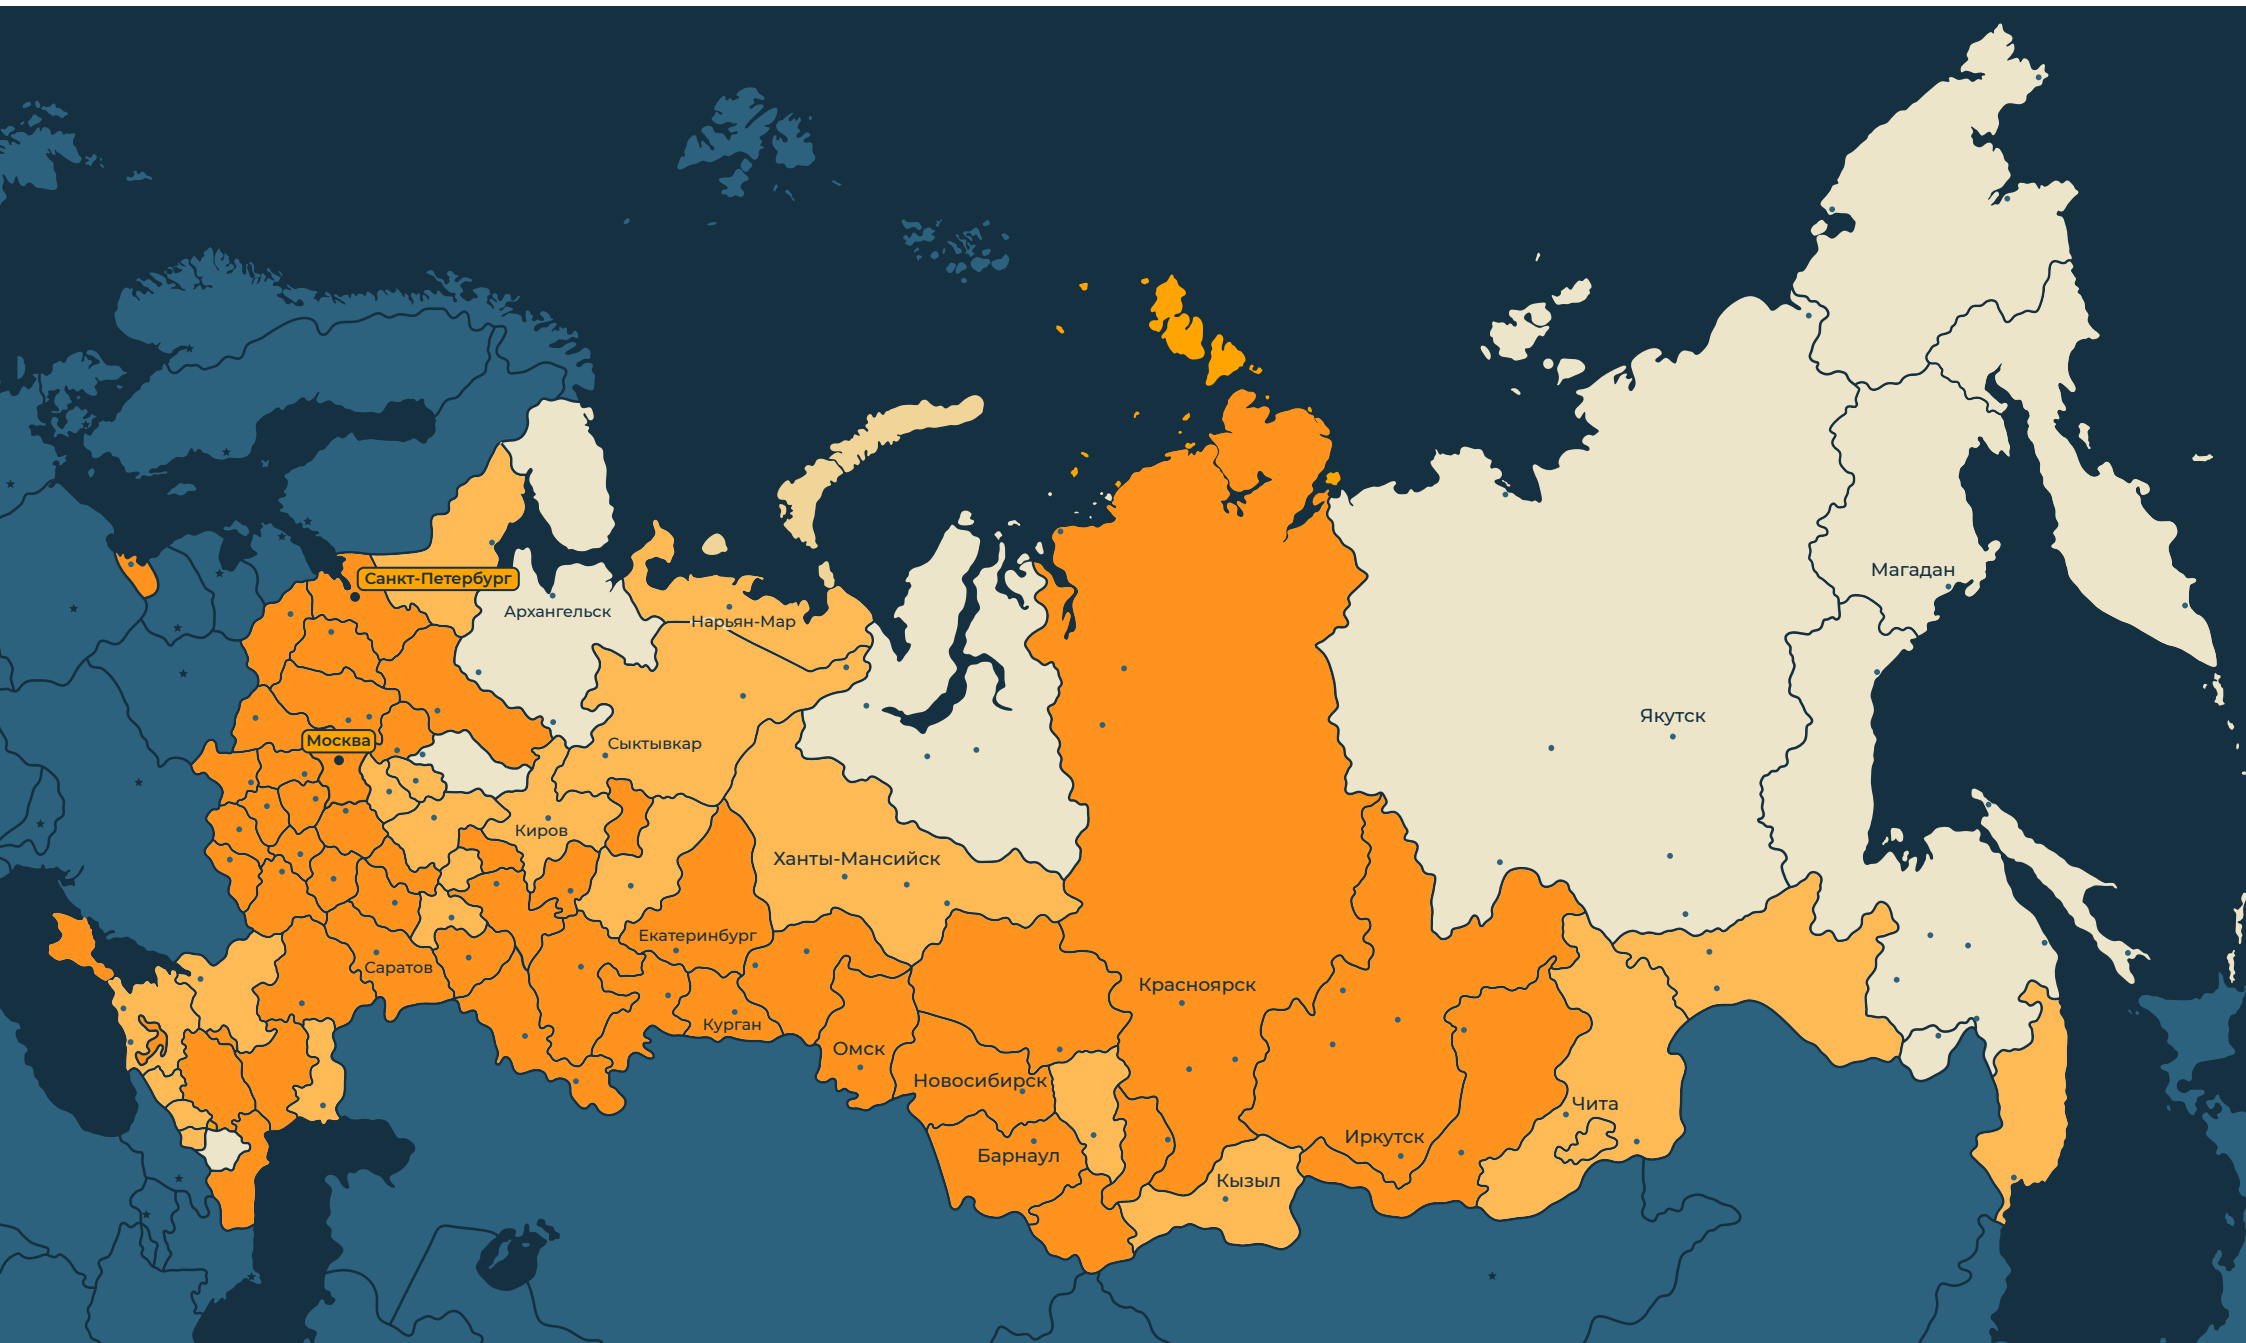 Санкт-Петербург
Магадан
Архангельск
Нарьян-Мар
Якутск
Москва
Сыктывкар
Киров
Ханты-Мансийск
Екатеринбург
Саратов
Красноярск
Курган
Омск
Новосибирск
Чита
Иркутск
Барнаул
Кызыл